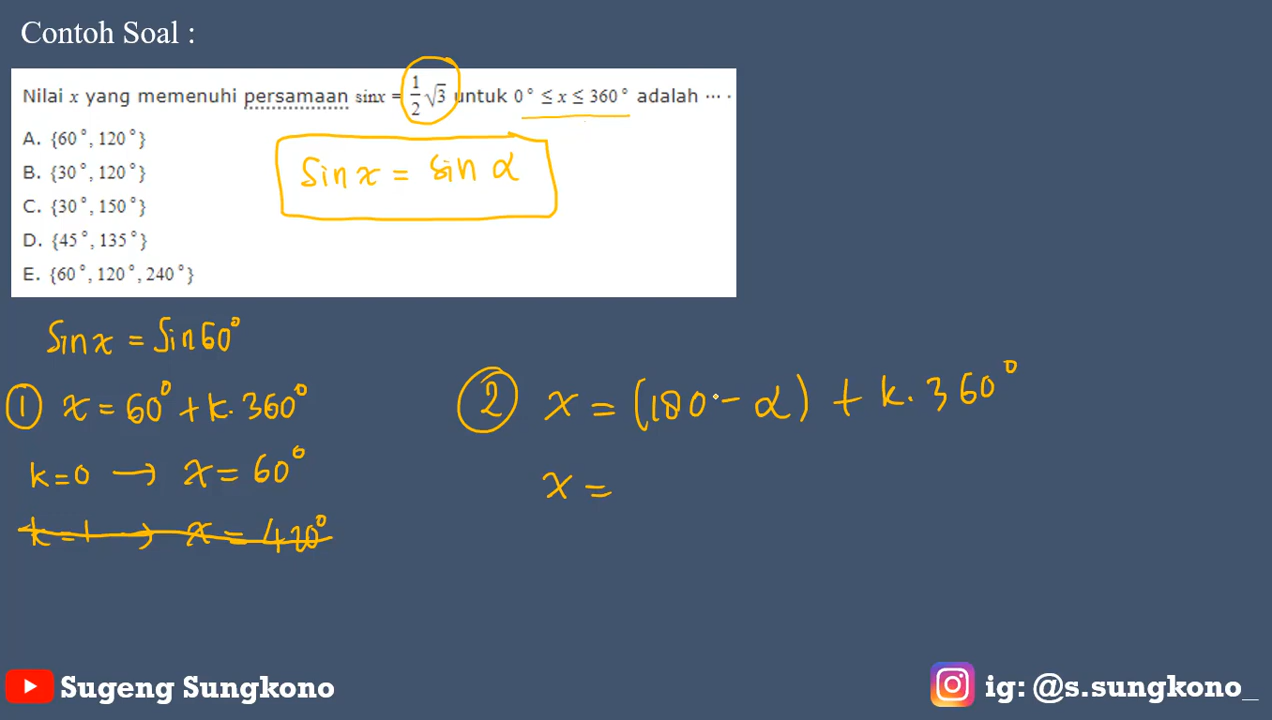 Contoh Soal :
Nilai x yang memenuhi persamaan sinx = 1/2 √3 untuk 0° ≤ x ≤ 360° adalah ... .
A. {60°, 120°}
B. {30°, 120°}
C. {30°, 150°}
D. {45°, 135°}
E. {60°, 120°, 240°}
Sin x = sin α
Sin x = Sin 60°
① x = 60° + k. 360°
k = 0 → x = 60°
k = 1 → x = 420°
② x = (180 - α) + k. 360°
x =
Sugeng Sungkono
ig: @s.sungkono_